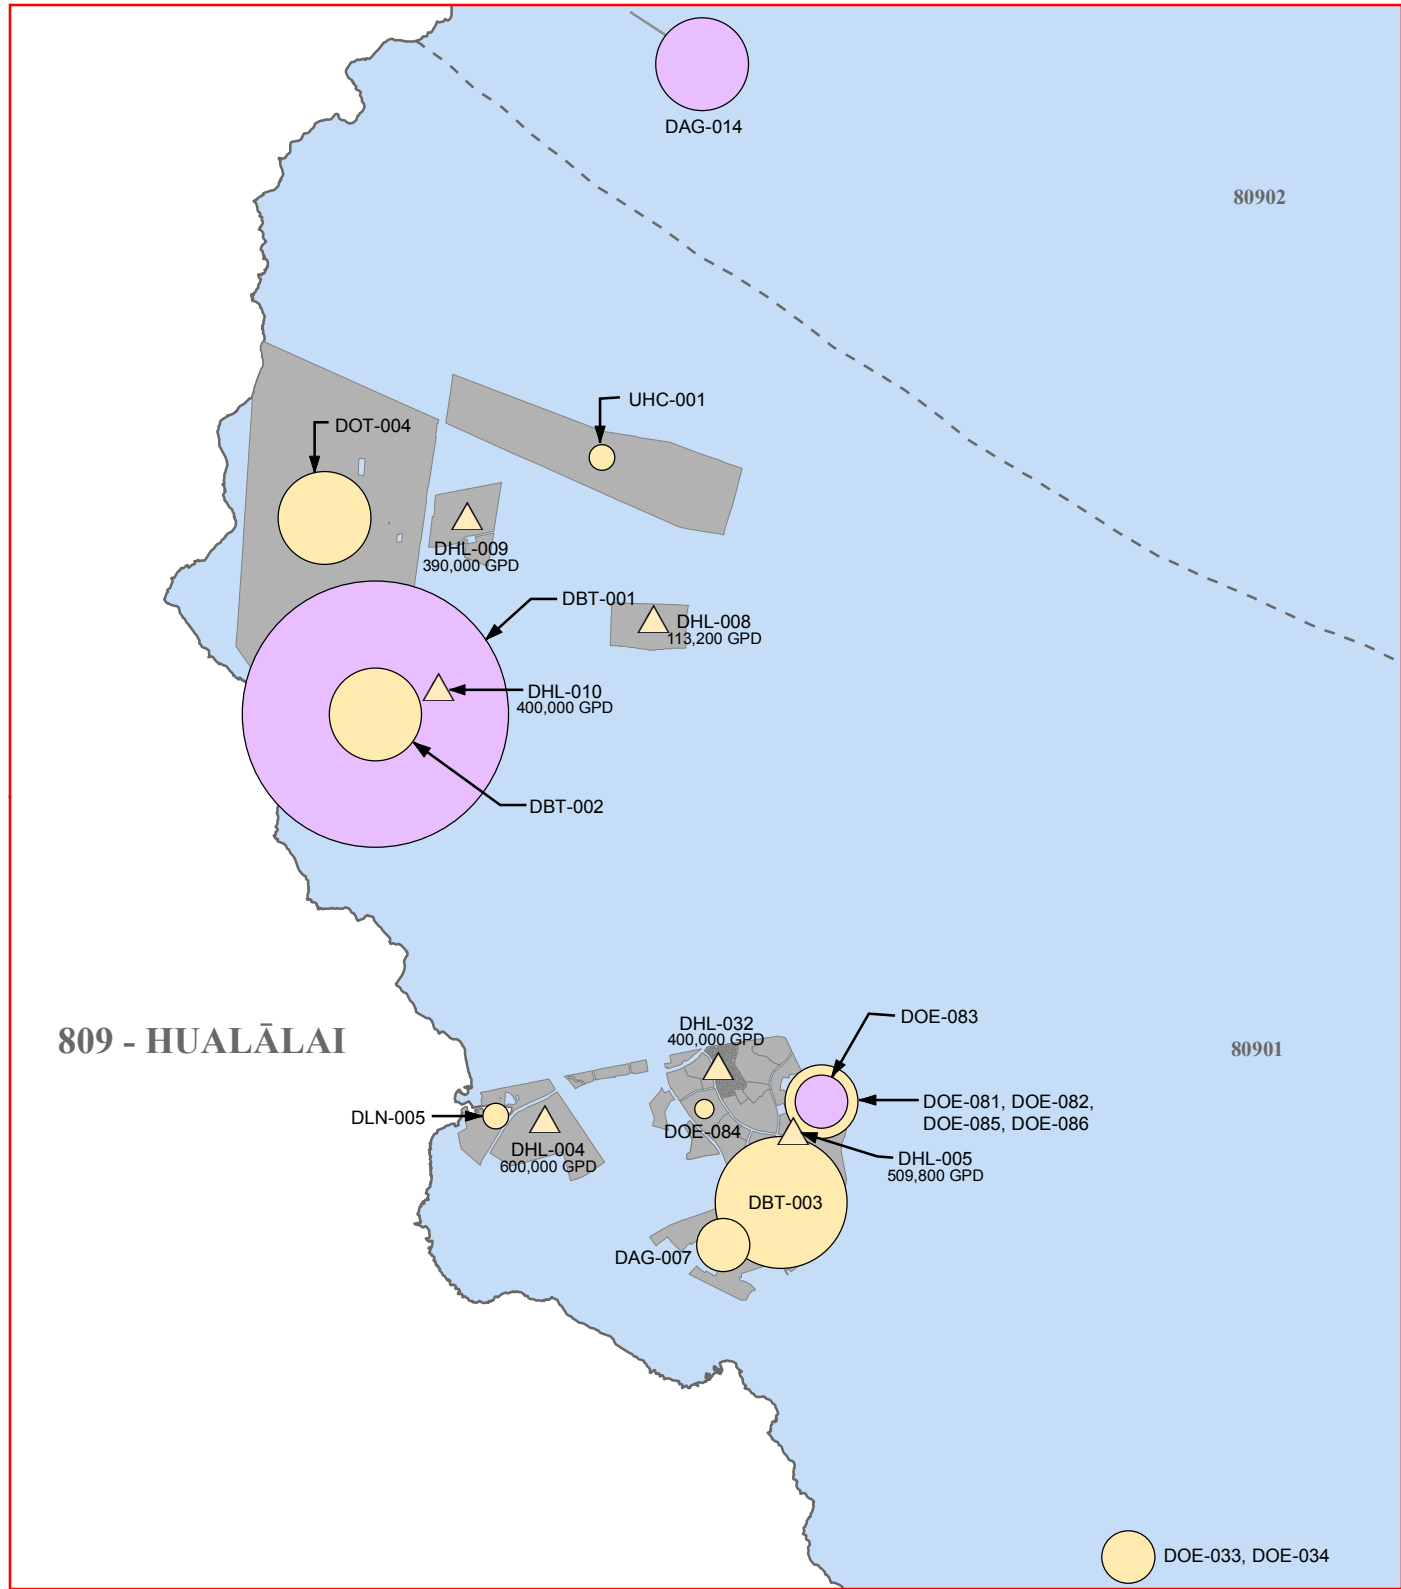 DAG-014
80902
UHC-001
DOT-004
DHL-009
390,000 GPD
DBT-001
DHL-008
113,200 GPD
DHL-010
400,000 GPD
DBT-002
809 - HUALĀLAI
DHL-032
400,000 GPD
DOE-083
80901
DLN-005
DOE-081, DOE-082,
DOE-085, DOE-086
DOE-084
DHL-004
600,000 GPD
DHL-005
509,800 GPD
DBT-003
DAG-007
DOE-033, DOE-034